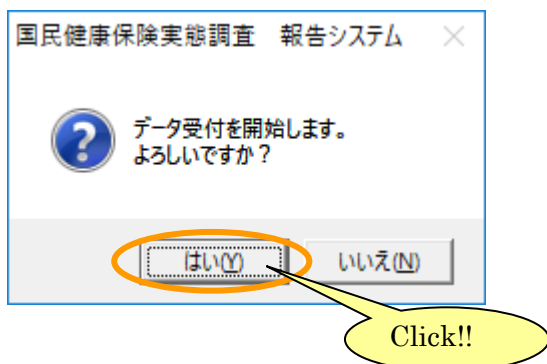 国民健康保険実態調査　報告システム
データ受付を開始します。
よろしいですか？
はい(Y)
いいえ(N)
Click!!